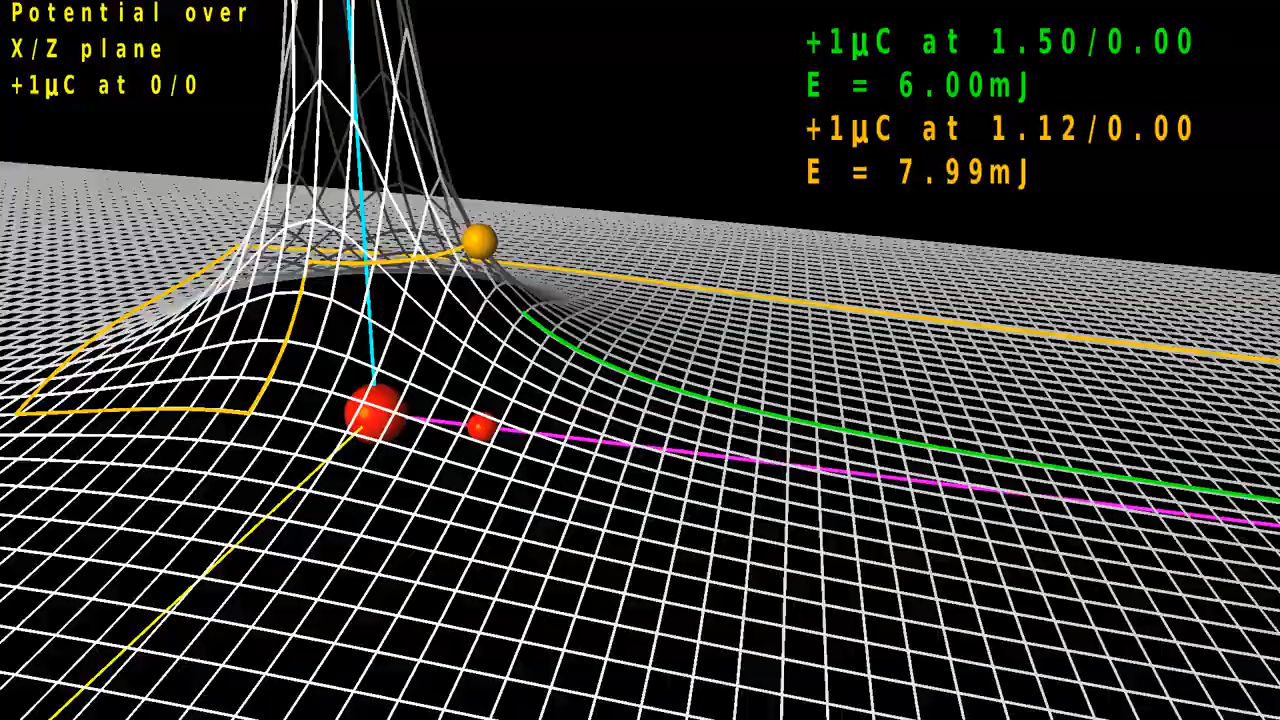 Potential over
X/Z plane
+1µC at 0/0
+1µC at 1.50/0.00
E = 6.00mJ
+1µC at 1.12/0.00
E = 7.99mJ